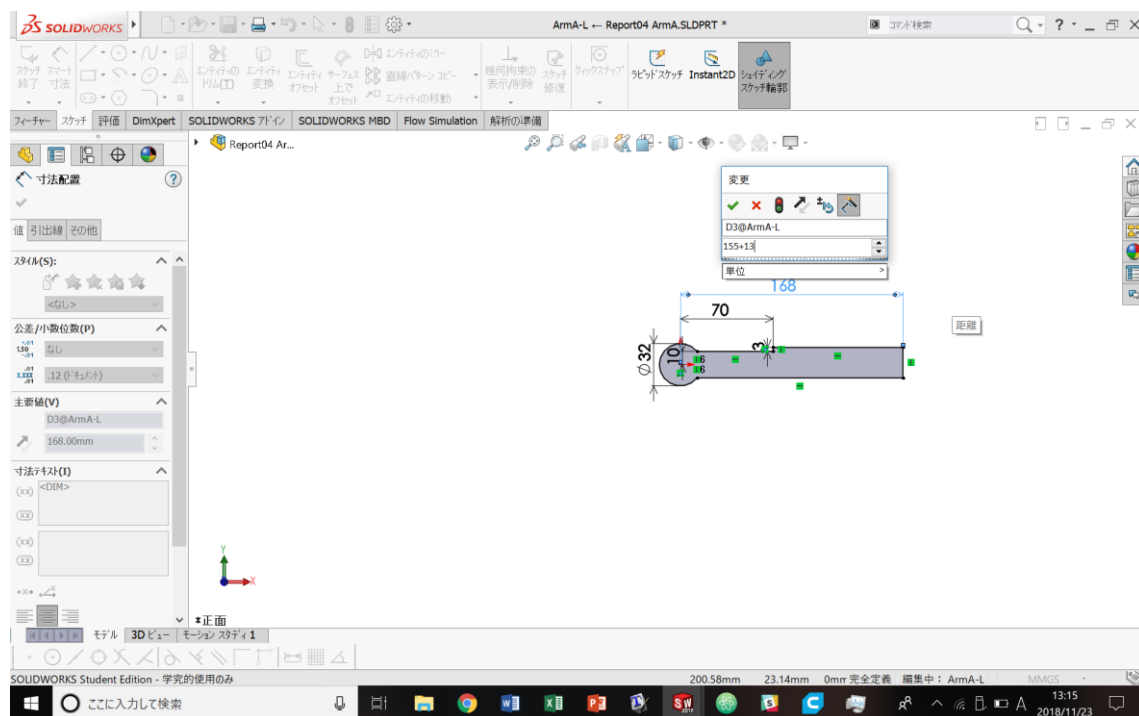 SOLIDWORKS
ArmA-L ← Report04 ArmA.SLDPRT *
コマンド検索
スケッチ終了
スマート寸法
エンティティのトリム(T)
エンティティ変換
エンティティオフセット
サーフェス上でオフセット
エンティティのミラー
直線パターン コピー
エンティティの移動
幾何拘束の表示/削除
スケッチ修復
クィックスナップ
ラピッドスケッチ
Instant2D
シェイディングスケッチ輪郭
フィーチャー スケッチ 評価 DimXpert SOLIDWORKS アドイン SOLIDWORKS MBD Flow Simulation 解析の準備
Report04 Ar...
寸法配置
値 引出線 その他
スタイル(S):
<なし>
公差/小数位数(P)
なし
.12 (ドキュメント)
主要値(V)
D3@ArmA-L
168.00mm
寸法テキスト(I)
<DIM>
変更
D3@ArmA-L
155+13
単位
168
70
3
10
∅32
6
6
距離
Y
X
*正面
モデル 3D ビュー モーション スタディ 1
SOLIDWORKS Student Edition - 学究的使用のみ
200.58mm 23.14mm 0mm 完全定義 編集中: ArmA-L MMGS
ここに入力して検索
13:15
2018/11/23